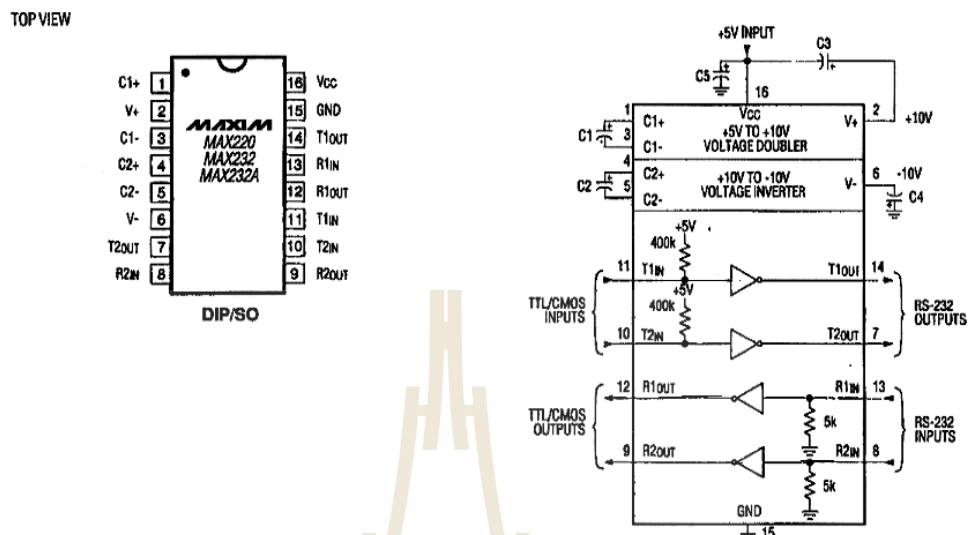 TOP VIEW
C1+ 1
V+ 2
C1- 3
C2+ 4
C2- 5
V- 6
T2OUT 7
R2IN 8
MAXIM
MAX220
MAX232
MAX232A
16 VCC
15 GND
14 T1OUT
13 R1IN
12 R1OUT
11 T1IN
10 T2IN
9 R2OUT
DIP/SO
+5V INPUT
C3
C5
16
VCC
1 C1+
C1
3 C1-
+5V TO +10V
VOLTAGE DOUBLER
V+ 2
+10V
4 C2+
C2
5 C2-
+10V TO -10V
VOLTAGE INVERTER
V- 6
-10V
C4
+5V
400k
11 T1IN
T1OUT 14
+5V
400k
TTL/CMOS
INPUTS
RS-232
OUTPUTS
10 T2IN
T2OUT 7
12 R1OUT
R1IN 13
5k
TTL/CMOS
OUTPUTS
RS-232
INPUTS
9 R2OUT
R2IN 8
5k
GND
15